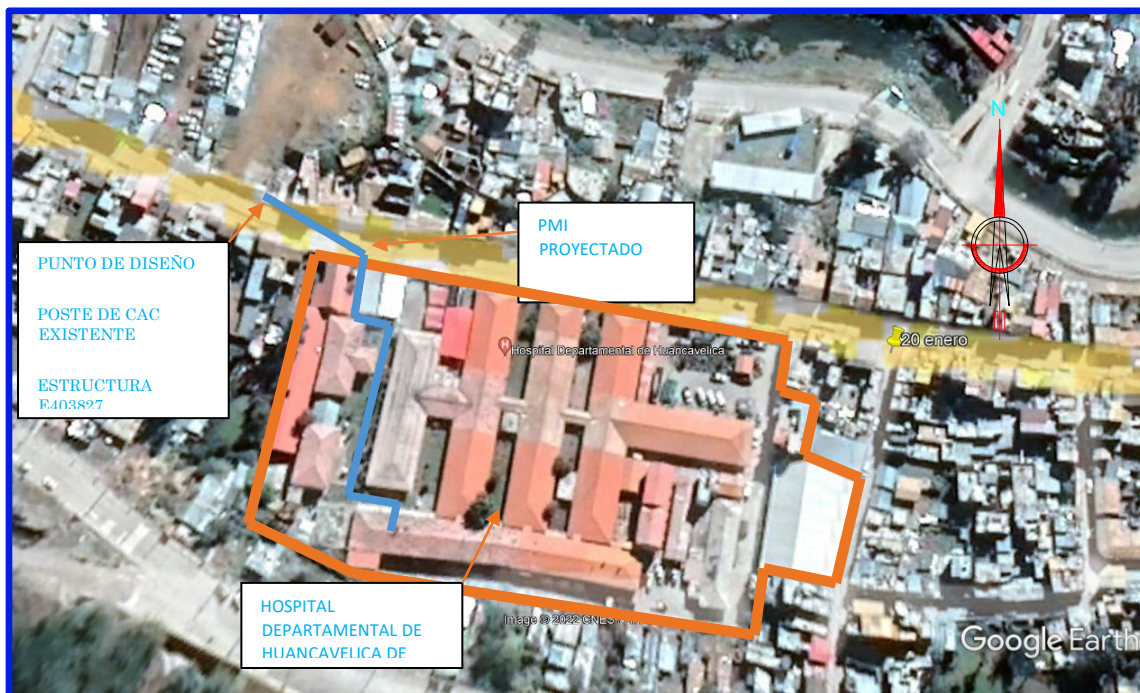 N
PMI
PROYECTADO
PUNTO DE DISEÑO
POSTE DE CAC
EXISTENTE
ESTRUCTURA
E403827
20 enero
Hospital Departamental de Huancavelica
HOSPITAL
DEPARTAMENTAL DE
HUANCAVELICA DE
Image © 2022 CNES
Google Earth